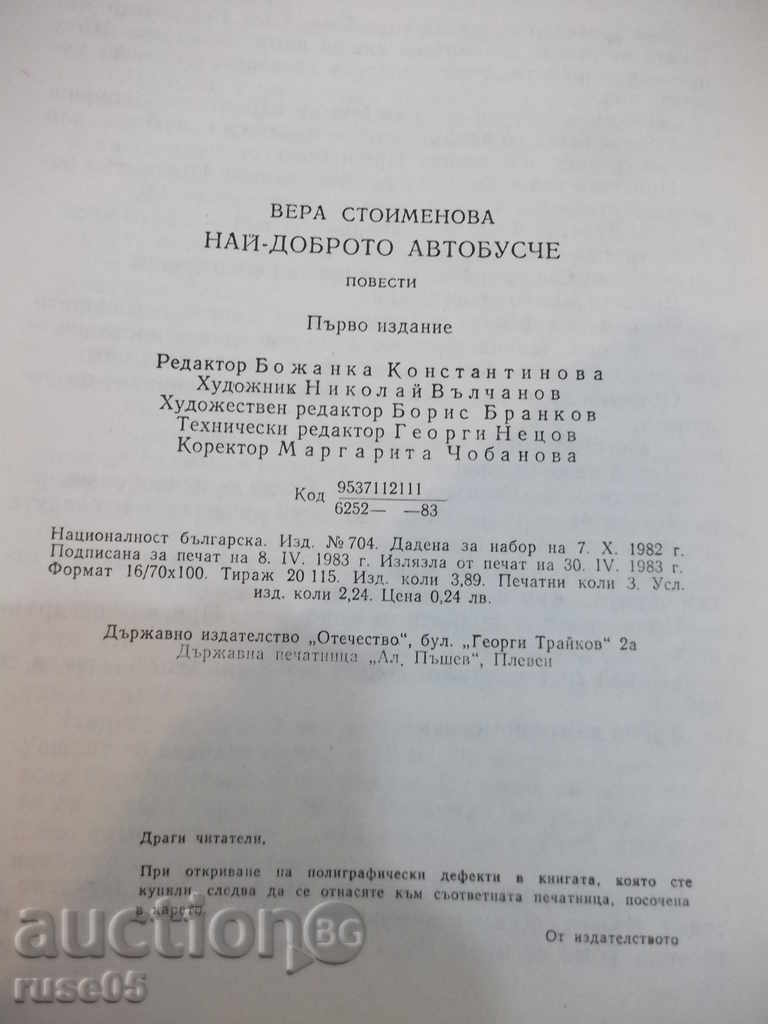 ВЕРА СТОИМЕНОВА
НАЙ-ДОБРОТО АВТОБУСЧЕ
ПОВЕСТИ
Първо издание
Редактор Божанка Константинова
Художник Николай Вълчанов
Художествен редактор Борис Бранков
Технически редактор Георги Нецов
Коректор Маргарита Чобанова
Код 9537112111
6252— —83
Националност българска. Изд. № 704. Дадена за набор на 7. X. 1982 г.
Подписана за печат на 8. IV. 1983 г. Излязла от печат на 30. IV. 1983 г.
Формат 16/70x100. Тираж 20 115. Изд. коли 3,89. Печатни коли 3. Усл.
изд. коли 2,24. Цена 0,24 лв.
Държавно издателство „Отечество“, бул. „Георги Трайков“ 2а
Държавна печатница „Ал. Пъшев“, Плевен
Драги читатели,
При откриване на полиграфически дефекти в книгата, която сте
купили, следва да се отнасяте към съответната печатница, посочена
в карето.
От издателството
auctionBG
ruse05